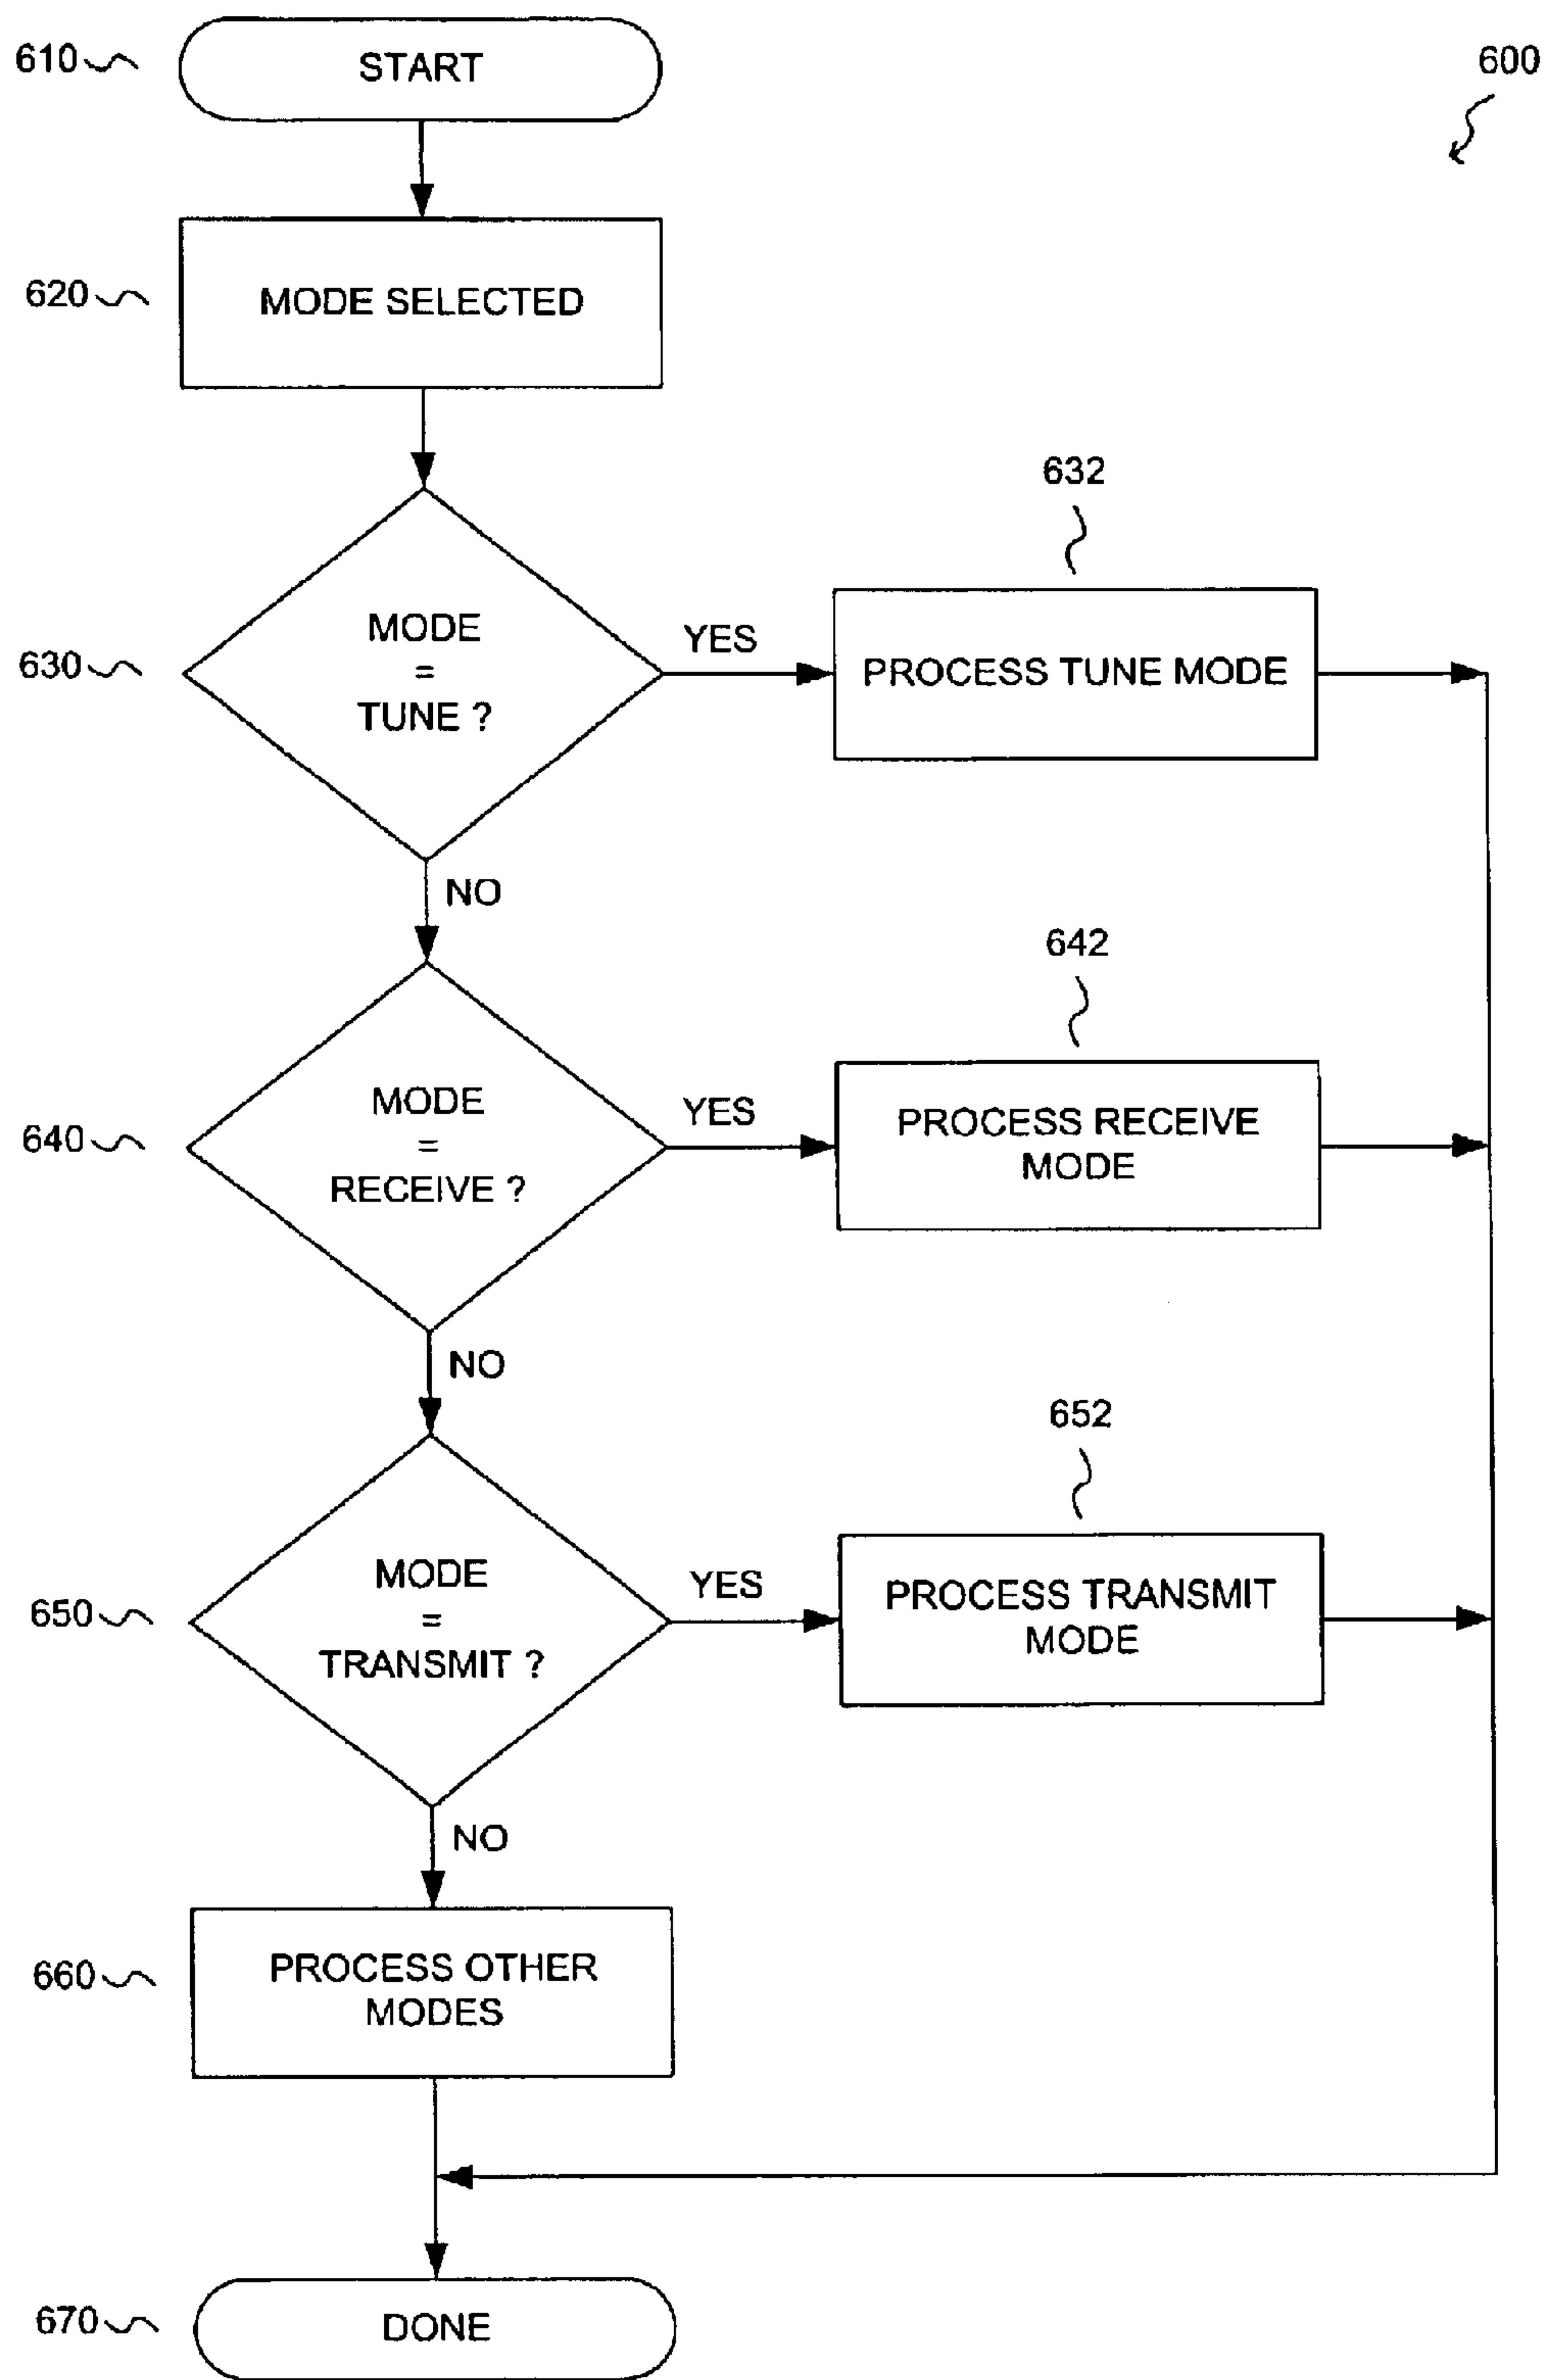 610
START
600
620
MODE SELECTED
632
630
MODE
=
TUNE ?
YES
PROCESS TUNE MODE
NO
642
640
MODE
=
RECEIVE ?
YES
PROCESS RECEIVE
MODE
NO
652
650
MODE
=
TRANSMIT ?
YES
PROCESS TRANSMIT
MODE
NO
660
PROCESS OTHER
MODES
670
DONE